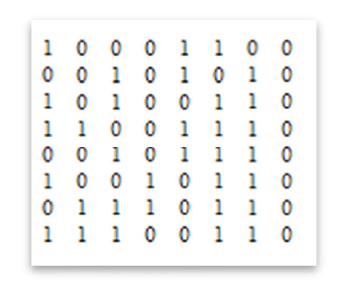 1 0 0 0 1 1 0 0
0 0 1 0 1 0 1 0
1 0 1 0 0 1 1 0
1 1 0 0 1 1 1 0
0 0 1 0 1 1 1 0
1 0 0 1 0 1 1 0
0 1 1 1 0 1 1 0
1 1 1 0 0 1 1 0